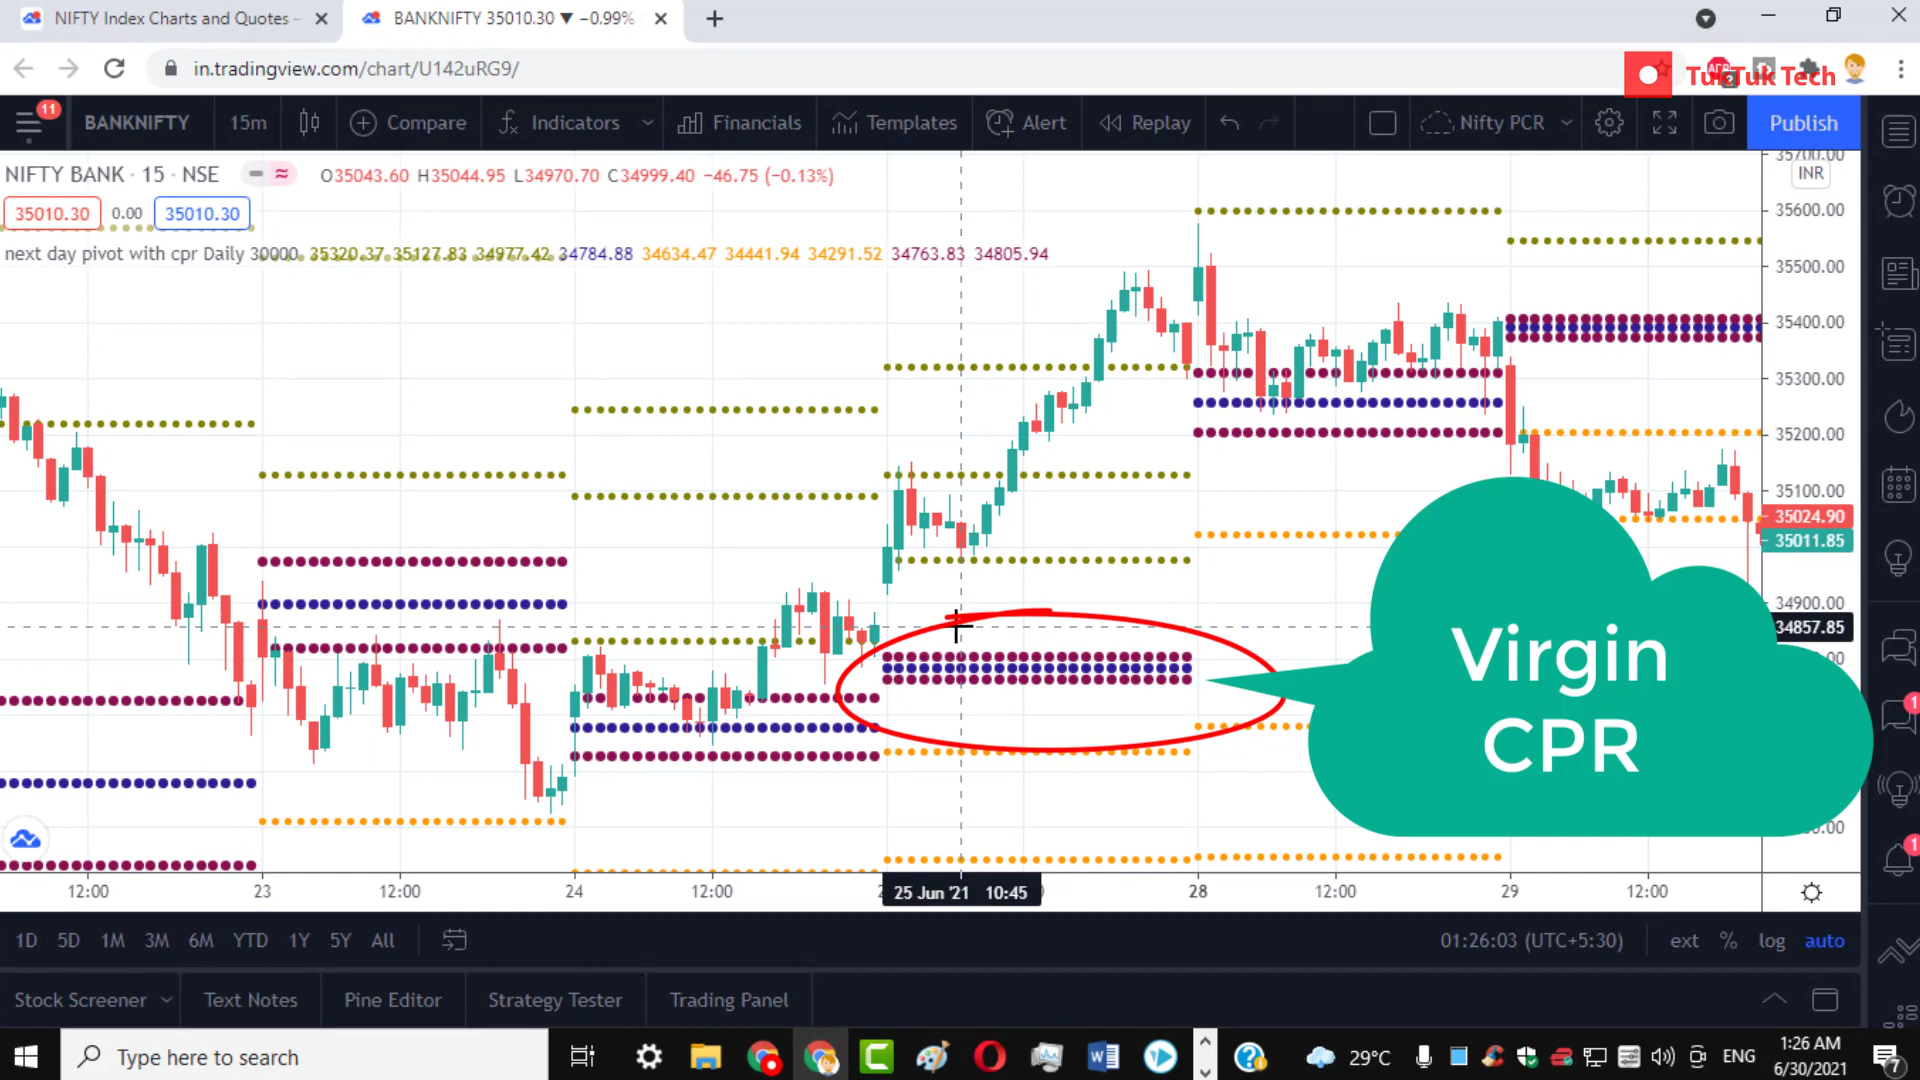 NIFTY Index Charts and Quotes –
BANKNIFTY 35010.30 ▼ −0.99%
in.tradingview.com/chart/U142uRG9/
TukTuk Tech
11
BANKNIFTY
15m
Compare
Indicators
Financials
Templates
Alert
Replay
Nifty PCR
Publish
NIFTY BANK · 15 · NSE
O35043.60 H35044.95 L34970.70 C34999.40 −46.75 (−0.13%)
35010.30
0.00
35010.30
next day pivot with cpr Daily 30000 35320.37 35127.83 34977.42 34784.88 34634.47 34441.94 34291.52 34763.83 34805.94
35700.00
INR
35600.00
35500.00
35400.00
35300.00
35200.00
35100.00
35024.90
35011.85
34900.00
34857.85
Virgin
CPR
12:00
23
12:00
24
12:00
25 Jun '21 10:45
28
12:00
29
12:00
1D
5D
1M
3M
6M
YTD
1Y
5Y
All
01:26:03 (UTC+5:30)
ext
%
log
auto
Stock Screener
Text Notes
Pine Editor
Strategy Tester
Trading Panel
1
1
Type here to search
29°C
ENG
1:26 AM
6/30/2021
7